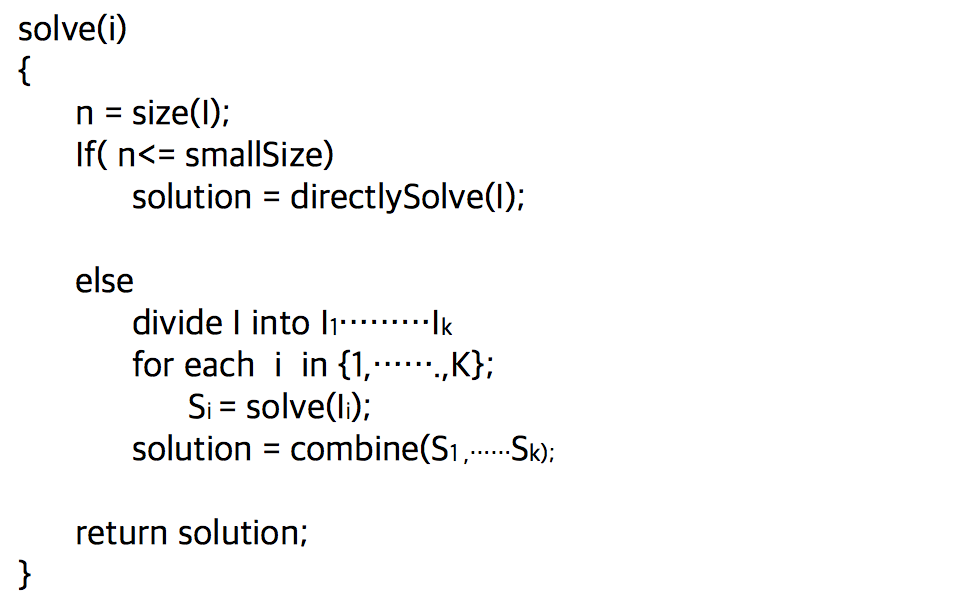 solve(i)
{
n = size(I);
If( n<= smallSize)
solution = directlySolve(I);
else
divide I into I₁⋯⋯⋯Iₖ
for each i in {1,⋯⋯.,K};
Sᵢ = solve(Iᵢ);
solution = combine(S₁,⋯⋯Sₖ);
return solution;
}